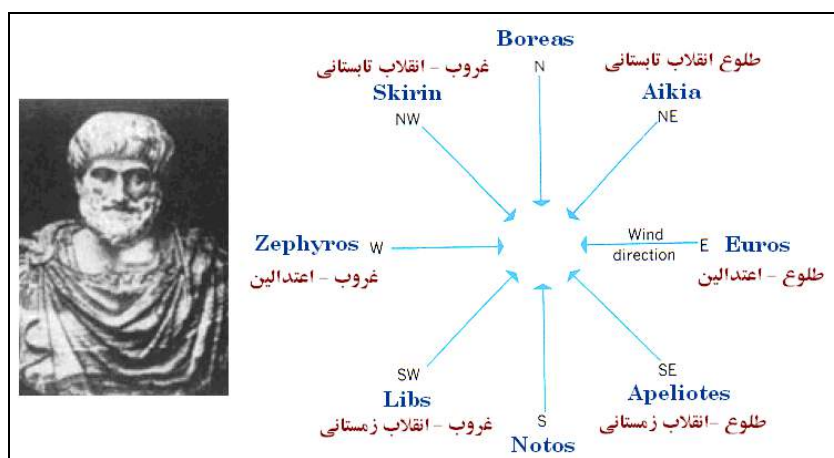 Boreas
N
غروب - انقلاب تابستانی
Skirin
NW
طلوع انقلاب تابستانی
Aikia
NE
Zephyros W
غروب - اعتدالین
Wind
direction
E Euros
طلوع - اعتدالین
SW
Libs
غروب - انقلاب زمستانی
S
Notos
SE
Apeliotes
طلوع -انقلاب زمستانی